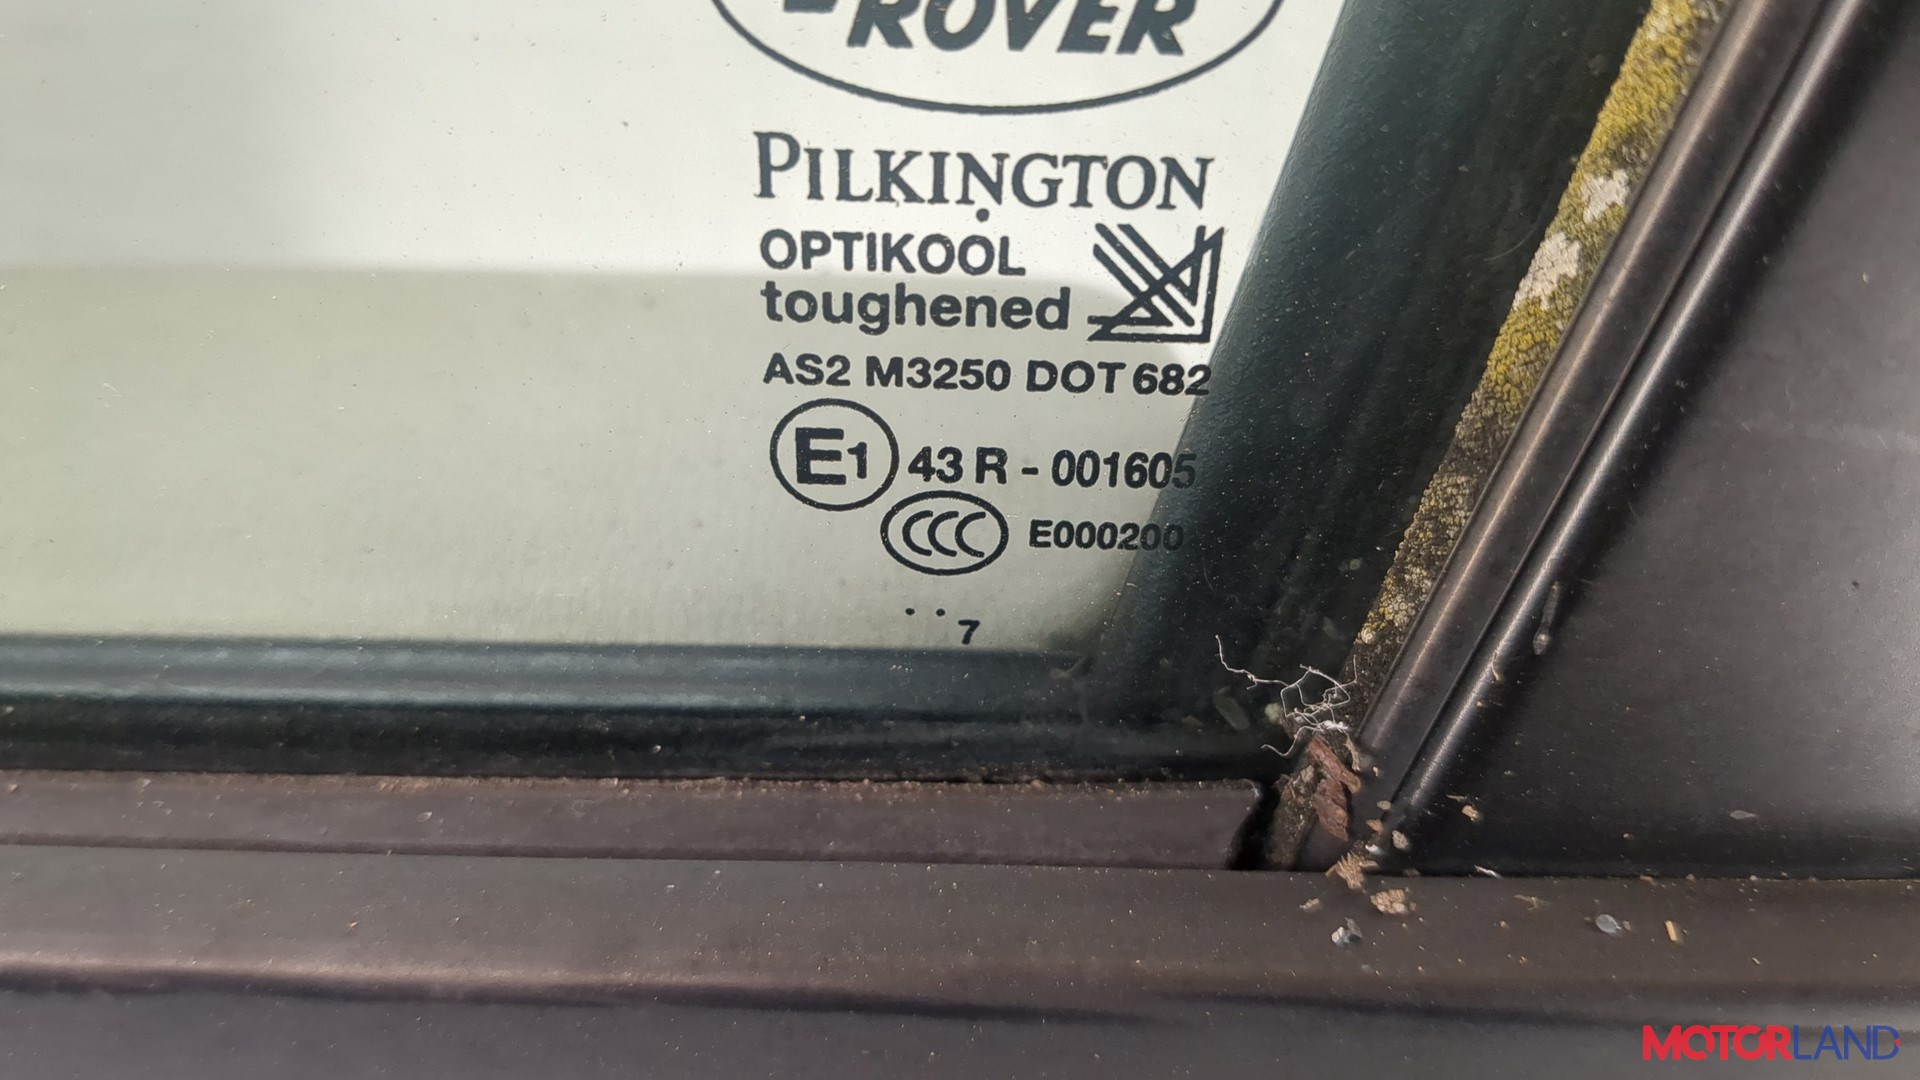 ROVER
PILKINGTON
OPTIKOOL
toughened
AS2 M3250 DOT 682
E1 43 R - 001605
CCC E000200
. . 7
MOTORLAND